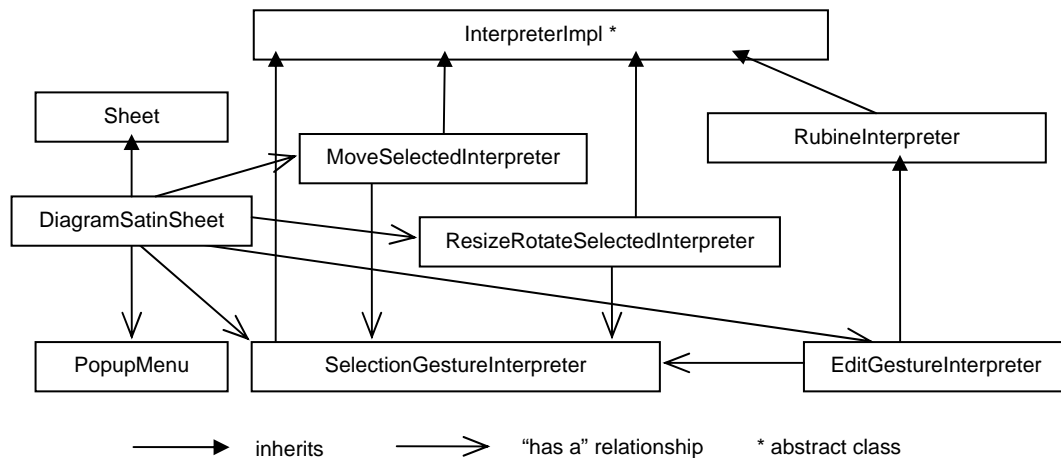 InterpreterImpl *
Sheet
RubineInterpreter
MoveSelectedInterpreter
DiagramSatinSheet
ResizeRotateSelectedInterpreter
PopupMenu
SelectionGestureInterpreter
EditGestureInterpreter
inherits
“has a” relationship
* abstract class